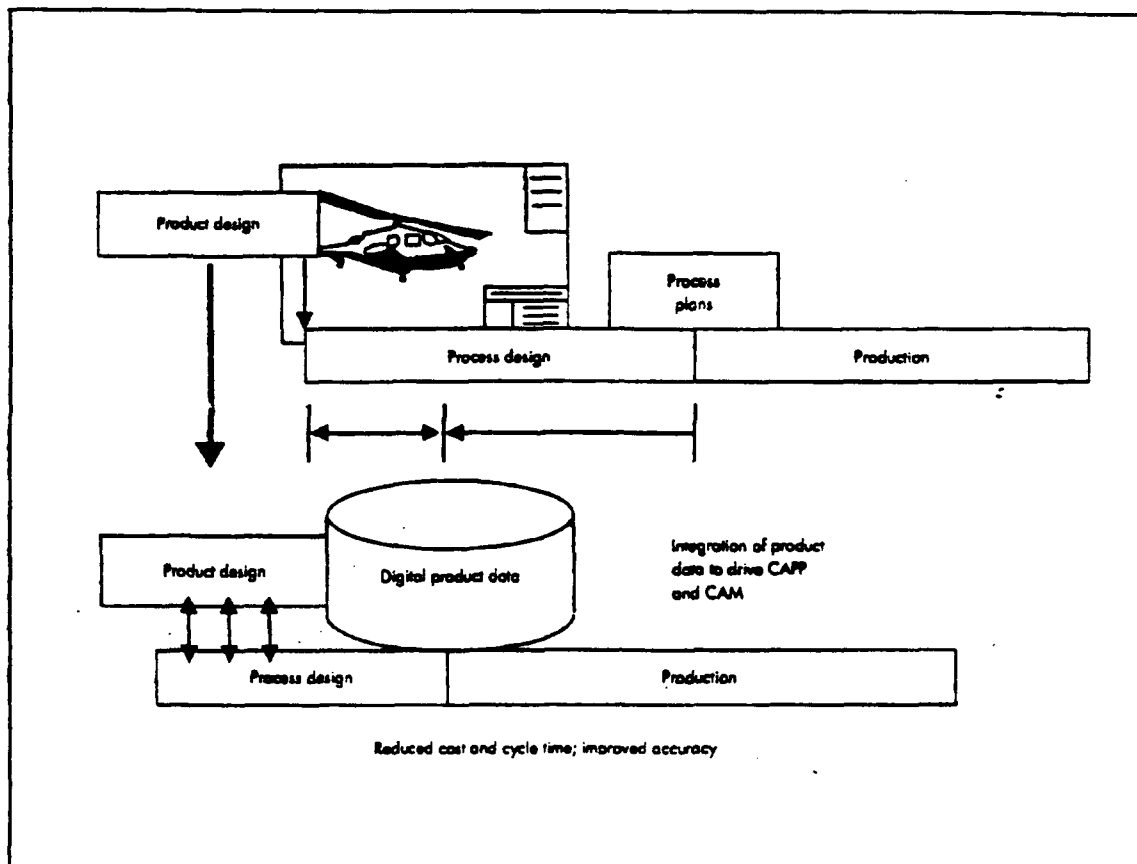 Product design
Process
plans
Process design
Production
Integration of product
data to drive CAPP
and CAM
Product design
Digital product data
Process design
Production
Reduced cost and cycle time; improved accuracy